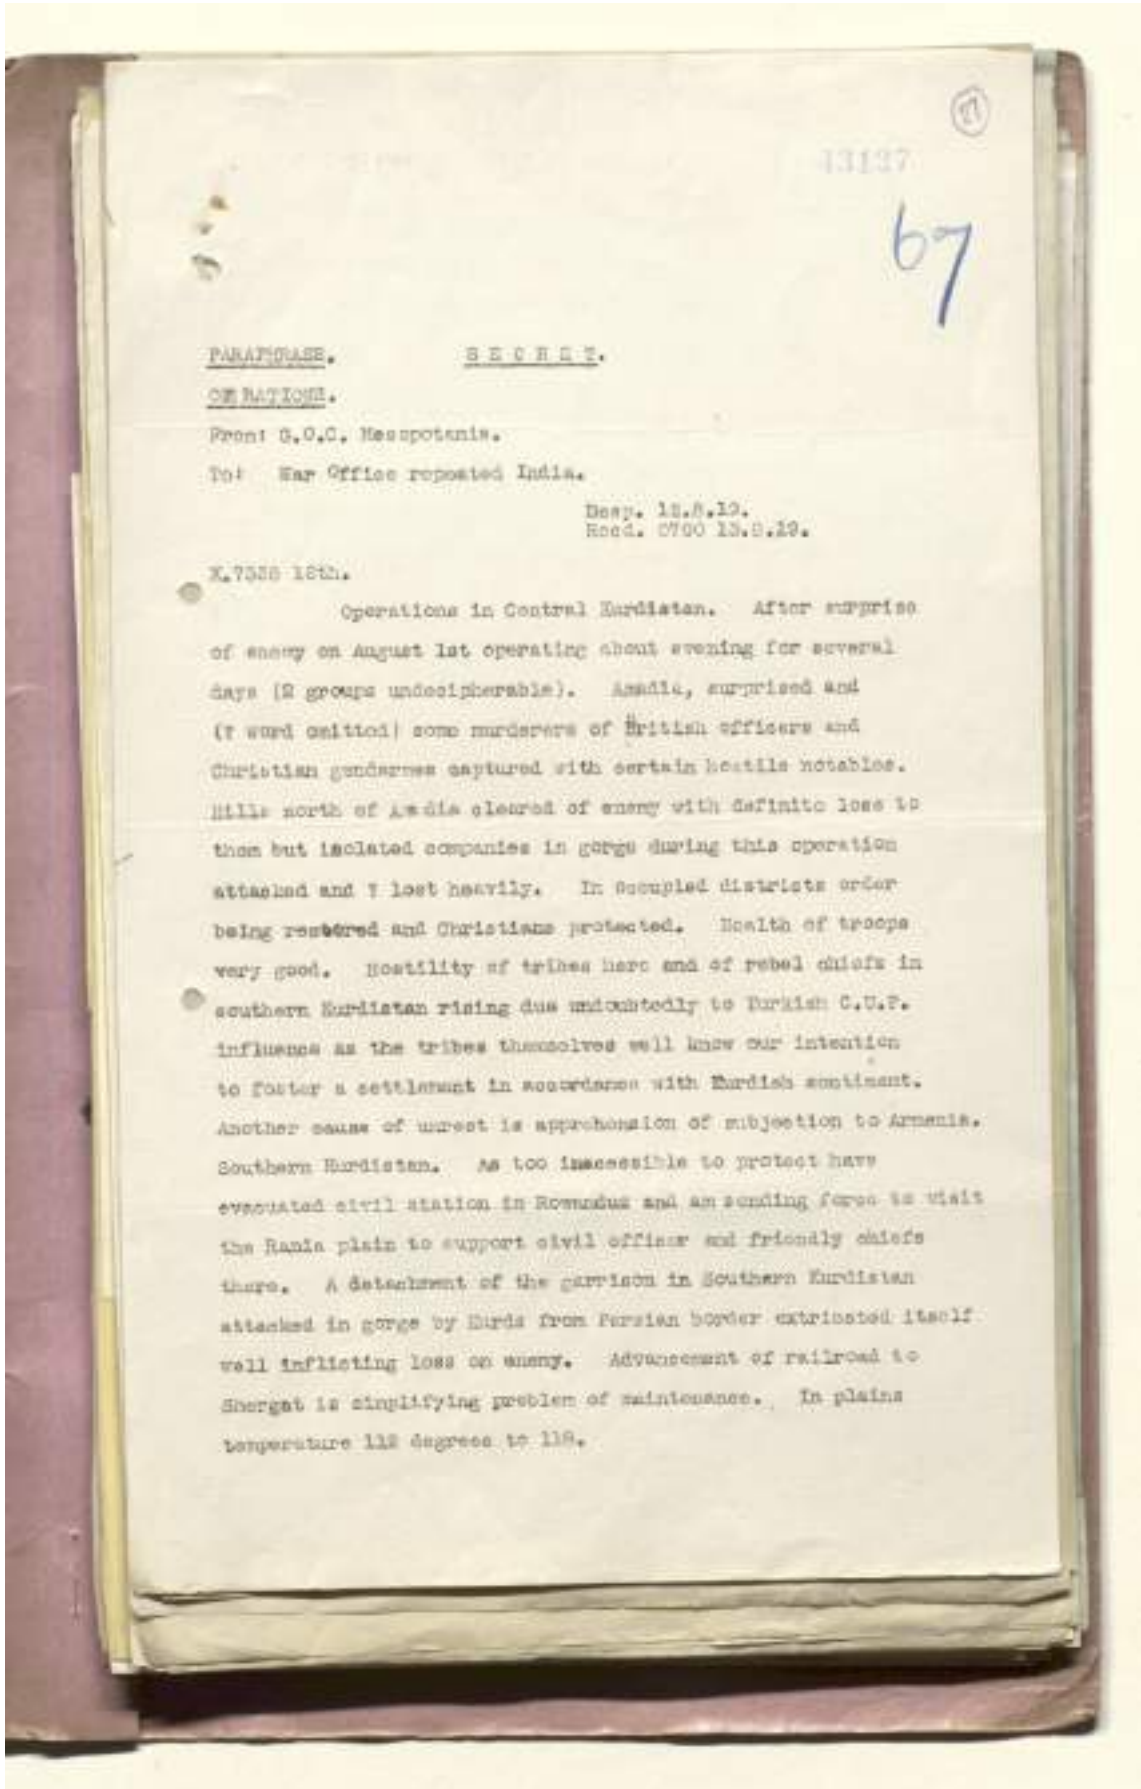 27
43137
67
PARAPHRASE. SECRET.
OPERATIONS.
From: G.O.C. Mesopotamia.
To: War Office repeated India.
Desp. 12.8.19.
Recd. 0700 13.8.19.
12th.
Operations in Central Kurdistan. After surprise
of enemy on August 1st operating about evening for several
days (2 groups undecipherable). Amadia, surprised and
(? word omitted) some murderers of British officers and
Christian gendarmes captured with certain hostile notables.
Hills north of Amadia cleared of enemy with definite loss to
them but isolated companies in gorge during this operation
attacked and ? lost heavily. In occupied districts order
being restored and Christians protected. Health of troops
very good. Hostility of tribes here and of rebel chiefs in
southern Kurdistan rising due undoubtedly to Turkish C.U.P.
influence as the tribes themselves well know our intention
to foster a settlement in accordance with Kurdish sentiment.
Another cause of unrest is apprehension of subjection to Armenia.
Southern Kurdistan. As too inaccessible to protect have
evacuated civil station in Rowanduz and am sending force to visit
the Rania plain to support civil officer and friendly chiefs
there. A detachment of the garrison in Southern Kurdistan
attacked in gorge by Kurds from Persian border extricated itself
well inflicting loss on enemy. Advancement of railroad to
Shergat is simplifying problem of maintenance. In plains
temperature 112 degrees to 118.